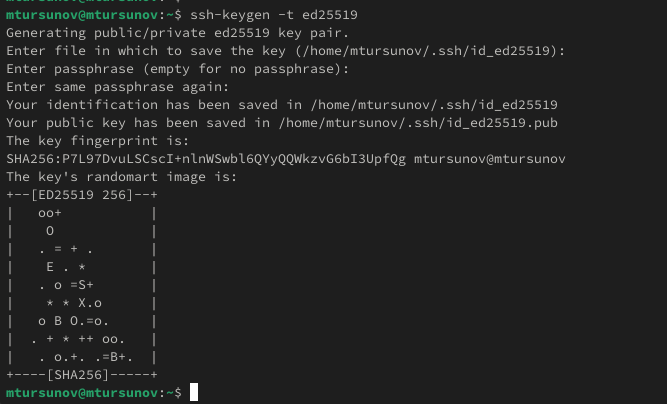 mtursunov@mtursunov:~$ ssh-keygen -t ed25519
Generating public/private ed25519 key pair.
Enter file in which to save the key (/home/mtursunov/.ssh/id_ed25519):
Enter passphrase (empty for no passphrase):
Enter same passphrase again:
Your identification has been saved in /home/mtursunov/.ssh/id_ed25519
Your public key has been saved in /home/mtursunov/.ssh/id_ed25519.pub
The key fingerprint is:
SHA256:P7L97DvuLSCscI+nlnWSwbl6QYyQQWkzvG6bI3UpfQg mtursunov@mtursunov
The key's randomart image is:
+--[ED25519 256]--+
|   oo+           |
|    O            |
|   . = + .       |
|    E . *        |
|   . o =S+       |
|    * * X.o      |
|   o B O.=o.     |
|  . + * ++ oo.   |
|   . o.+. .=B+.  |
+----[SHA256]-----+
mtursunov@mtursunov:~$